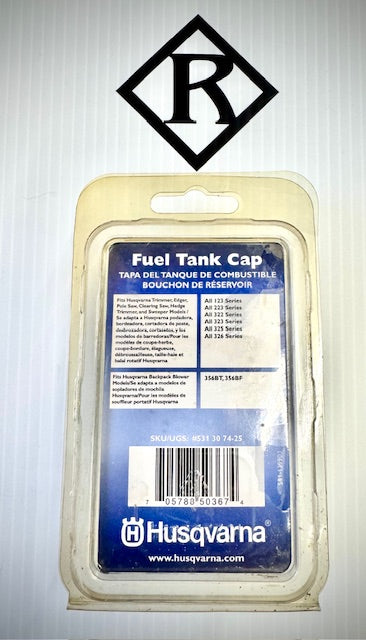 R
Fuel Tank Cap
TAPA DEL TANQUE DE COMBUSTIBLE
BOUCHON DE RÉSERVOIR
Fits Husqvarna Trimmer, Edger,
Pole Saw, Clearing Saw, Hedge
Trimmer, and Sweeper Models /
Se adapta a Husqvarna podadora,
bordeadora, cortadora de poste,
desbrozadora, cortasetos, y los
modelos de barredoras/Pour les
modèles de coupe-herbe,
coupe-bordure, élagueuse,
débroussailleuse, taille-haie et
balai rotatif Husqvarna
All 123 Series
All 223 Series
All 322 Series
All 323 Series
All 325 Series
All 326 Series
Fits Husqvarna Backpack Blower
Models/Se adapta a modelos de
sopladores de mochila
Husqvarna/Pour les modèles de
souffleur portatif Husqvarna
356BT, 356BF
SKU/UGS: #531 30 74-25
7 05788 50367 4
H Husqvarna®
www.husqvarna.com